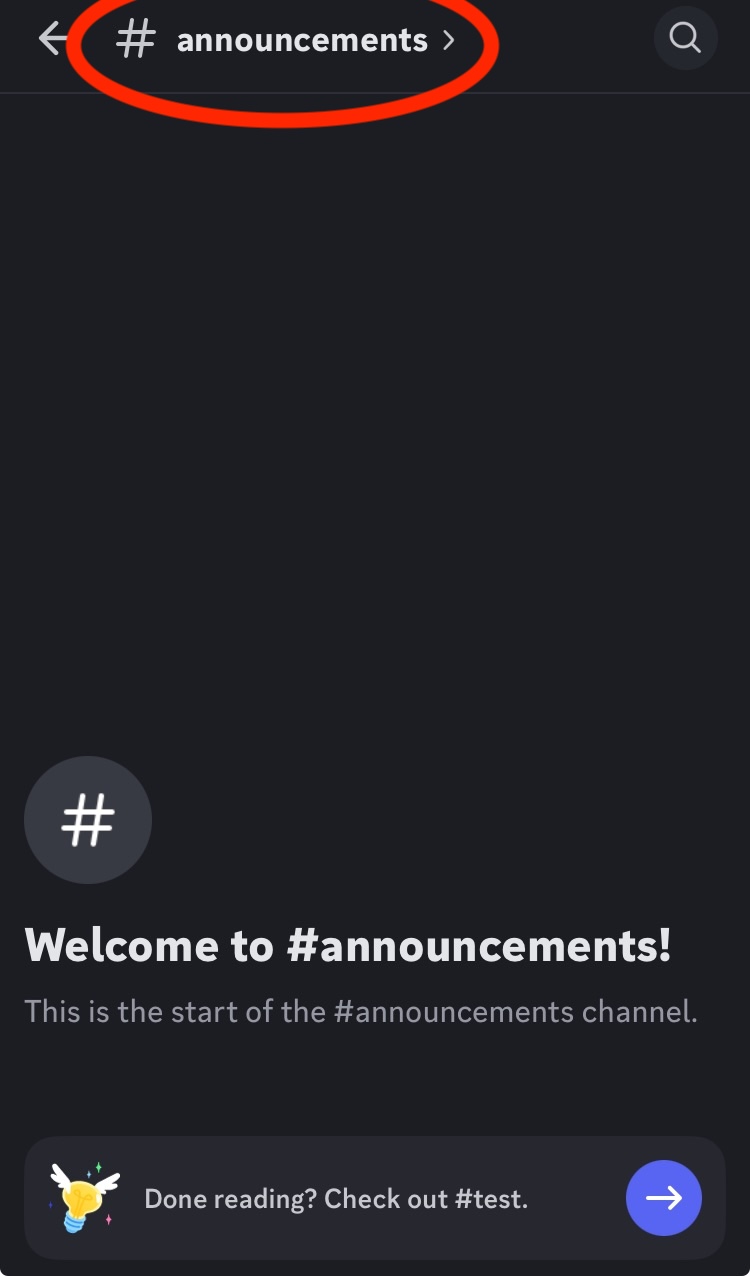 # announcements >
#
Welcome to #announcements!
This is the start of the #announcements channel.
Done reading? Check out #test.